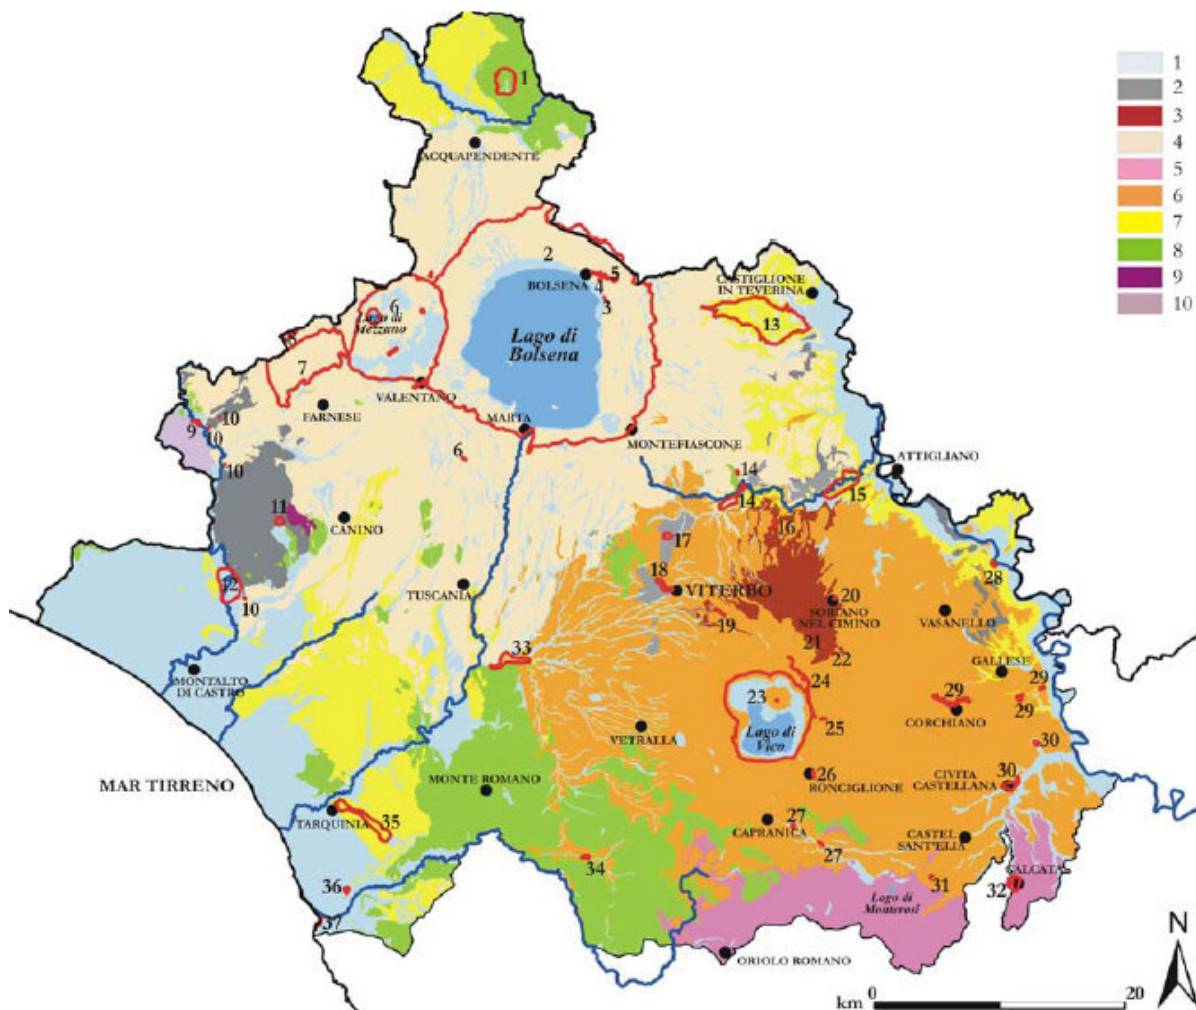 1
2
3
4
5
6
7
8
9
10
1
ACQUAPENDENTE
2
BOLSENA
5
4
3
CASTIGLIONE
IN TEVERINA
6
Lago di
Mezzano
13
Lago di
Bolsena
8
7
VALENTANO
FARNESE
MARTA
MONTEFIASCONE
10
9
10
10
6
ATTIGLIANO
14
14
15
11
CANINO
16
17
18
VITERBO
28
12
10
TUSCANIA
20
SORIANO
NEL CIMINO
VASANELLO
19
21
22
33
GALLESE
MONTALTO
DI CASTRO
24
23
29
29
29
CORCHIANO
25
Lago di
Vico
VETRALLA
30
MAR TIRRENO
MONTE ROMANO
26
RONCIGLIONE
30
CIVITA
CASTELLANA
TARQUINIA
35
CAPRANICA
27
27
CASTEL
SANT'ELIA
34
36
31
CALCATA
32
Lago di
Monterosi
37
N
ORIOLO ROMANO
0
20
km